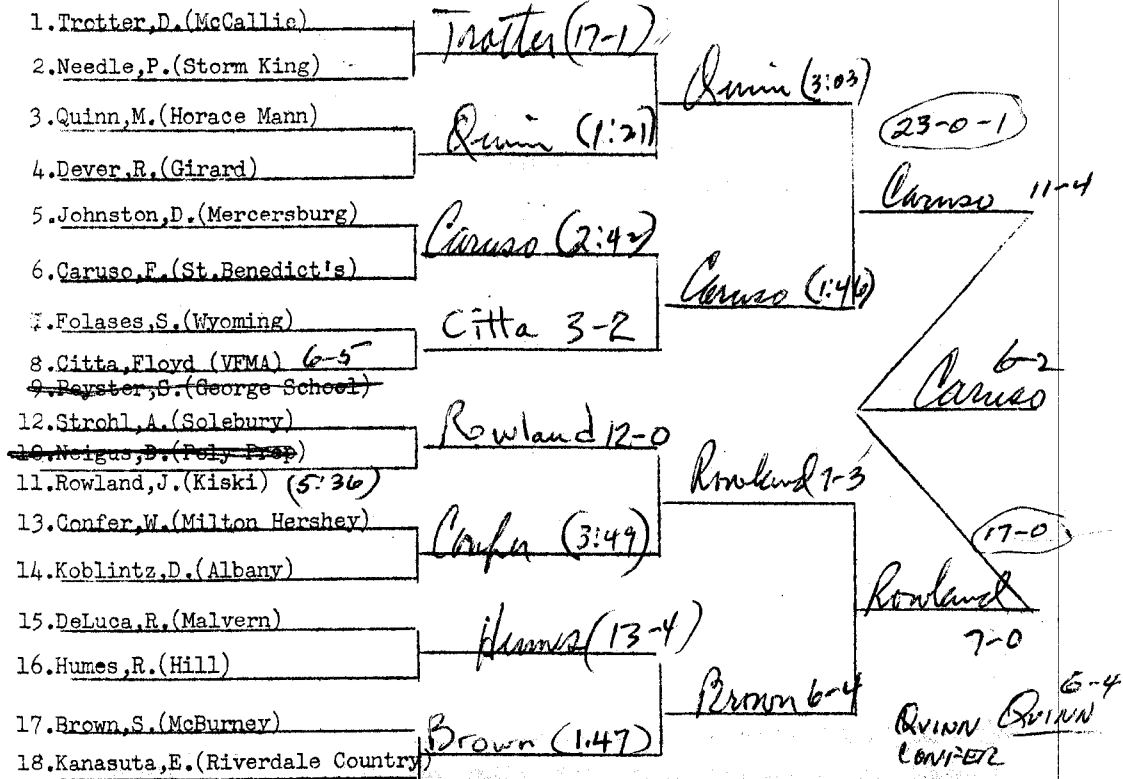 1.Trotter,D.(McCallie)
2.Needle,P.(Storm King)
3.Quinn,M.(Horace Mann)
4.Dever,R.(Girard)
5.Johnston,D.(Mercersburg)
6.Caruso,F.(St.Benedict's)
7.Folases,S.(Wyoming)
8.Citta,Floyd (VFMA) 6-5
9.Peyster,S.(George School)
12.Strohl,A.(Solebury)
10.Neigus,B.(Poly Prep)
11.Rowland,J.(Kiski) (5:36)
13.Confer,W.(Milton Hershey)
14.Koblintz,D.(Albany)
15.DeLuca,R.(Malvern)
16.Humes,R.(Hill)
17.Brown,S.(McBurney)
18.Kanasuta,E.(Riverdale Country)
Trotter (17-1)
Quinn (1:21)
Caruso (2:42)
Citta 3-2
Rowland 12-0
Confer (3:49)
Humes (13-4)
Brown (1:47)
Quinn (3:03)
Caruso (1:46)
Rowland 7-3
Brown 6-4
23-0-1
Caruso 11-4
6-2
Caruso
17-0
Rowland
7-0
6-4
QUINN QUINN
CONFER